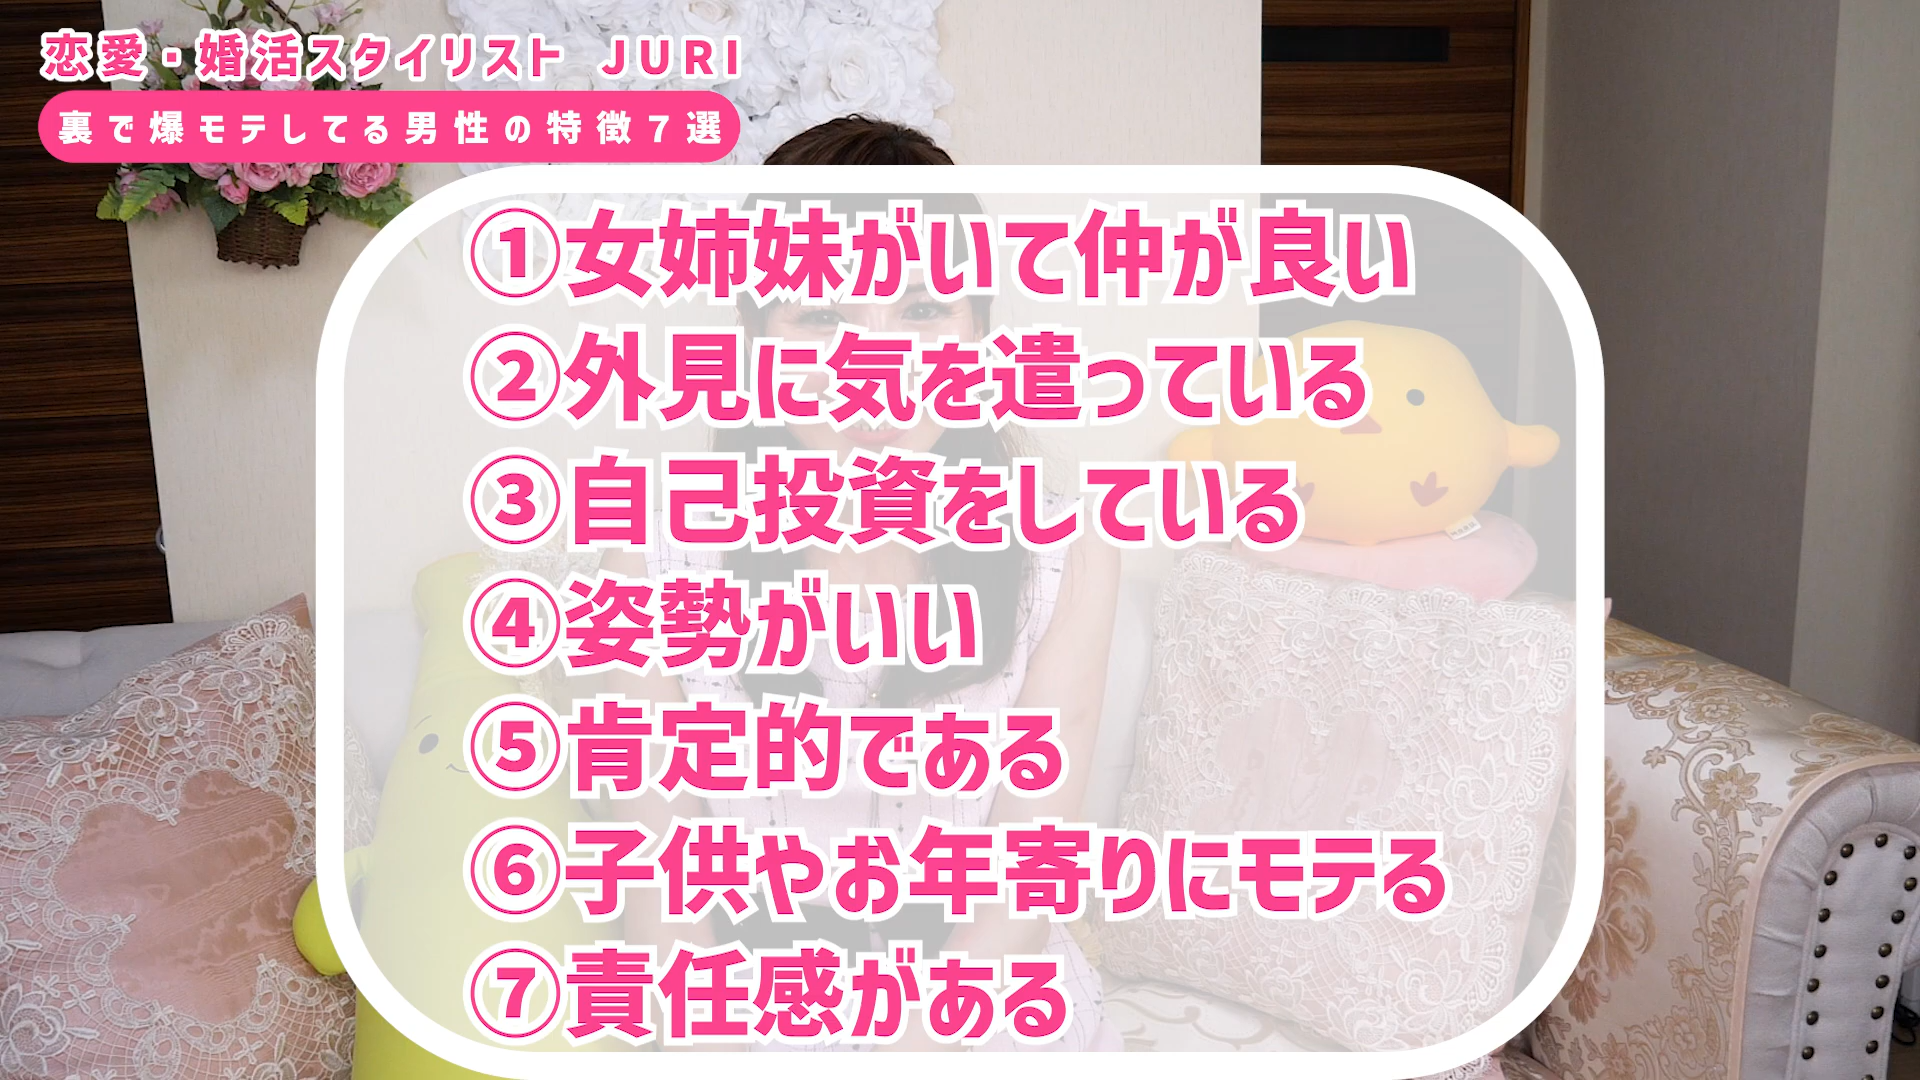 恋愛・婚活スタイリスト JURI
裏で爆モテしてる男性の特徴7選
①女姉妹がいて仲が良い
②外見に気を遣っている
③自己投資をしている
④姿勢がいい
⑤肯定的である
⑥子供やお年寄りにモテる
⑦責任感がある